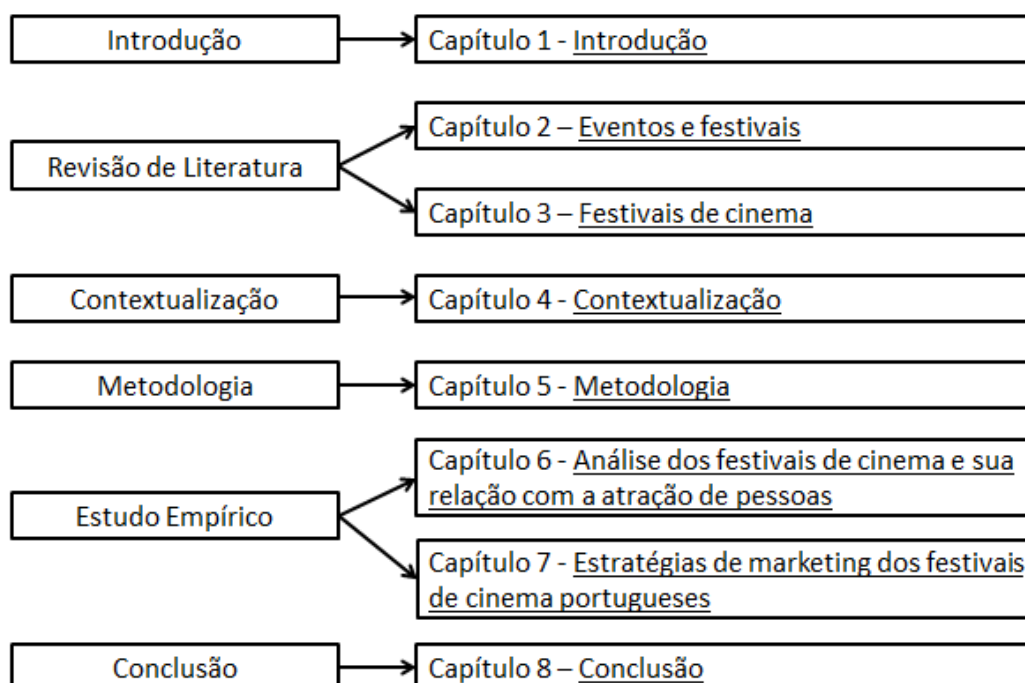 Introdução
Capítulo 1 - Introdução
Revisão de Literatura
Capítulo 2 – Eventos e festivais
Capítulo 3 – Festivais de cinema
Contextualização
Capítulo 4 - Contextualização
Metodologia
Capítulo 5 - Metodologia
Estudo Empírico
Capítulo 6 - Análise dos festivais de cinema e sua
relação com a atração de pessoas
Capítulo 7 - Estratégias de marketing dos festivais
de cinema portugueses
Conclusão
Capítulo 8 – Conclusão